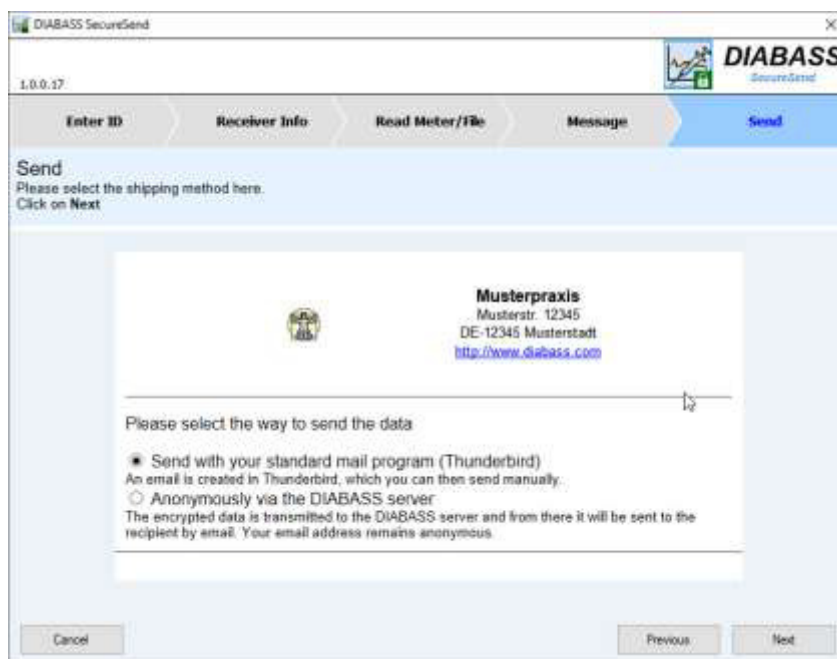 DIABASS SecureSend
1.0.0.17
DIABASS
SecureSend
Enter ID
Receiver Info
Read Meter/File
Message
Send
Send
Please select the shipping method here.
Click on Next
Musterpraxis
Musterstr. 12345
DE-12345 Musterstadt
http://www.diabass.com
Please select the way to send the data
Send with your standard mail program (Thunderbird)
An email is created in Thunderbird, which you can then send manually.
Anonymously via the DIABASS server
The encrypted data is transmitted to the DIABASS server and from there it will be sent to the
recipient by email. Your email address remains anonymous.
Cancel
Previous
Next